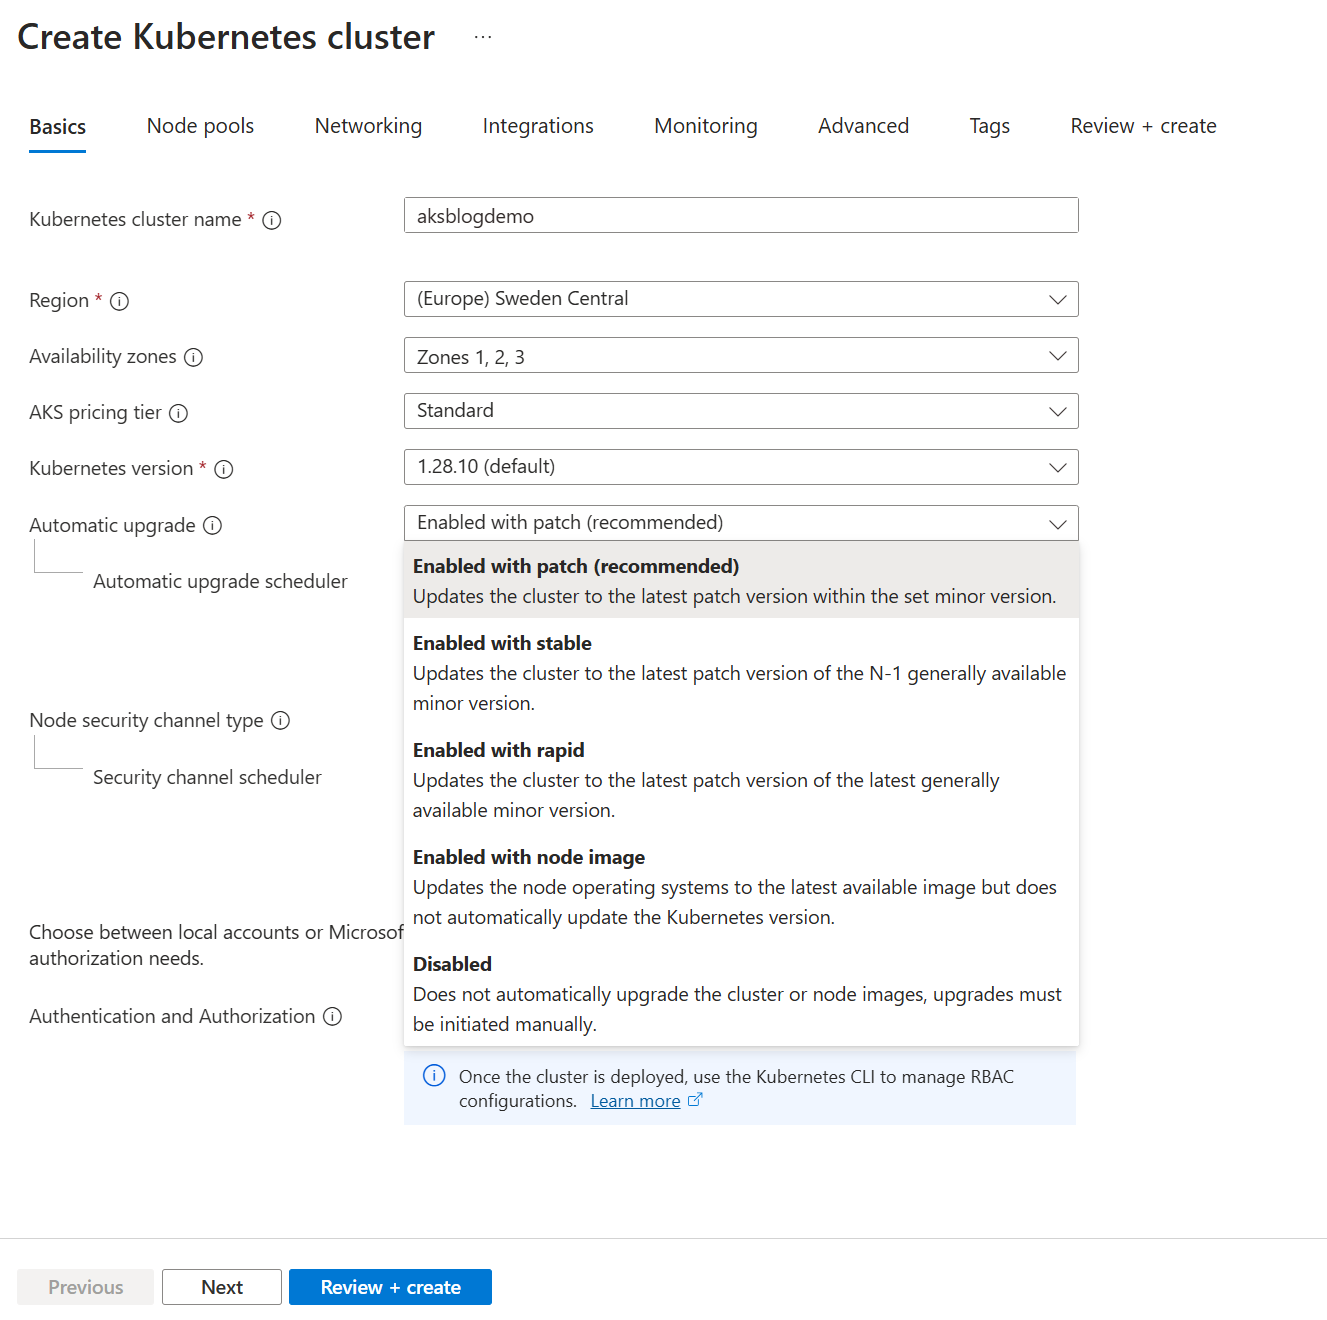 Create Kubernetes cluster ...
Basics Node pools Networking Integrations Monitoring Advanced Tags Review + create
Kubernetes cluster name * aksblogdemo
Region * (Europe) Sweden Central
Availability zones Zones 1, 2, 3
AKS pricing tier Standard
Kubernetes version * 1.28.10 (default)
Automatic upgrade Enabled with patch (recommended)
Enabled with patch (recommended)
Automatic upgrade scheduler
Updates the cluster to the latest patch version within the set minor version.
Enabled with stable
Updates the cluster to the latest patch version of the N-1 generally available
minor version.
Node security channel type
Enabled with rapid
Security channel scheduler
Updates the cluster to the latest patch version of the latest generally
available minor version.
Enabled with node image
Updates the node operating systems to the latest available image but does
not automatically update the Kubernetes version.
Choose between local accounts or Microsof
authorization needs.
Disabled
Does not automatically upgrade the cluster or node images, upgrades must
be initiated manually.
Authentication and Authorization
Once the cluster is deployed, use the Kubernetes CLI to manage RBAC
configurations. Learn more
Previous Next Review + create